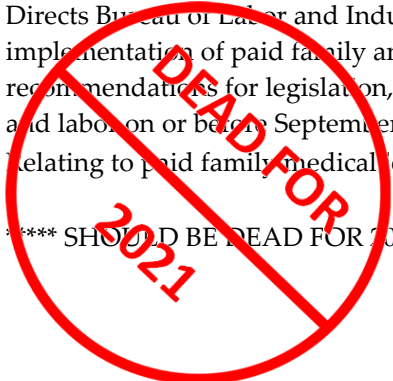 Directs Bureau of Labor and Indu
implementation of paid family an
recommendations for legislation,
and labor on or before September
Relating to paid family medical
***** SHOULD BE DEAD FOR 20
DEAD FOR
2021